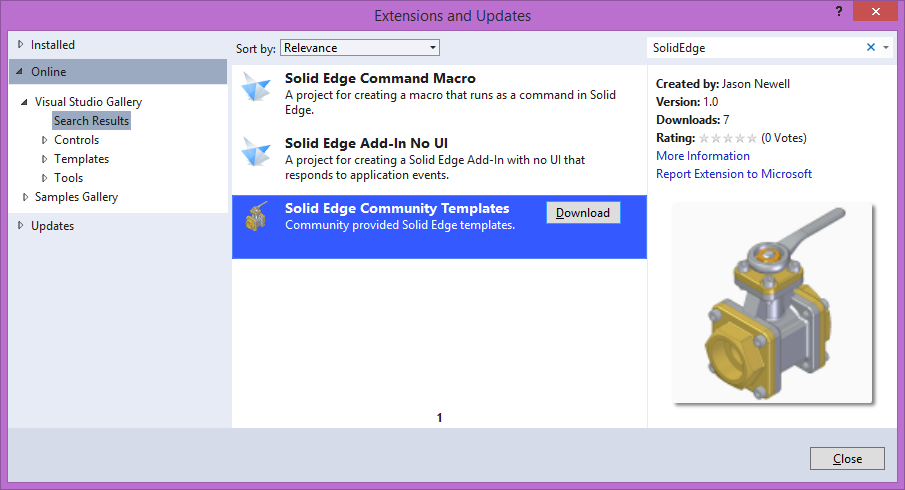 Extensions and Updates
?
Installed
Online
Visual Studio Gallery
Search Results
Controls
Templates
Tools
Samples Gallery
Updates
Sort by: Relevance
Solid Edge Command Macro
A project for creating a macro that runs as a command in Solid
Edge.
Solid Edge Add-In No UI
A project for creating a Solid Edge Add-In with no UI that
responds to application events.
Solid Edge Community Templates
Community provided Solid Edge templates.
Download
1
SolidEdge
Created by: Jason Newell
Version: 1.0
Downloads: 7
Rating: (0 Votes)
More Information
Report Extension to Microsoft
Close